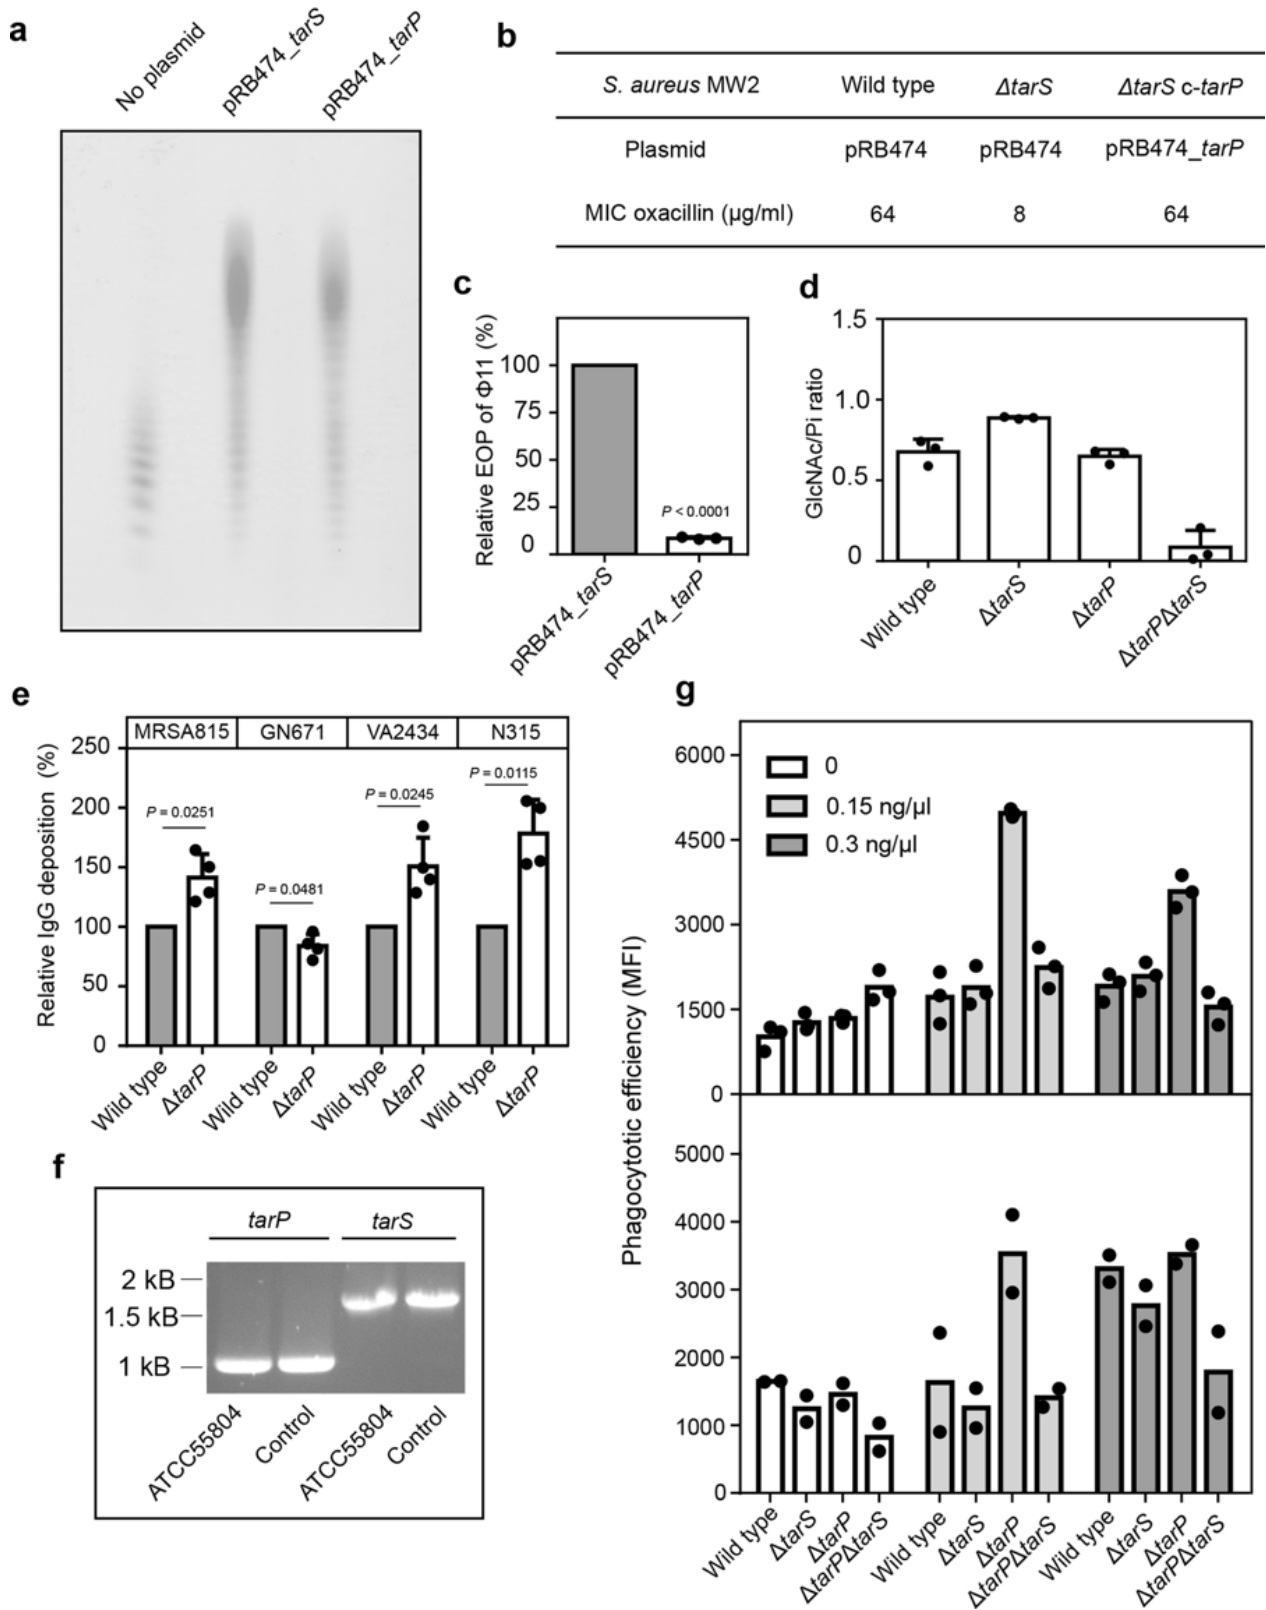 a
No plasmid
pRB474_tarS
pRB474_tarP
b
S. aureus MW2 Wild type ΔtarS ΔtarS c-tarP
Plasmid pRB474 pRB474 pRB474_tarP
MIC oxacillin (µg/ml) 64 8 64
c
Relative EOP of Φ11 (%)
100
75
50
25
0
P < 0.0001
pRB474_tarS
pRB474_tarP
d
GlcNAc/Pi ratio
1.5
1.0
0.5
0
Wild type
ΔtarS
ΔtarP
ΔtarPΔtarS
e
Relative IgG deposition (%)
MRSA815 GN671 VA2434 N315
250
200
150
100
50
0
P = 0.0251
P = 0.0481
P = 0.0245
P = 0.0115
Wild type
ΔtarP
Wild type
ΔtarP
Wild type
ΔtarP
Wild type
ΔtarP
f
tarP tarS
2 kB
1.5 kB
1 kB
ATCC55804
Control
ATCC55804
Control
g
Phagocytotic efficiency (MFI)
0
0.15 ng/µl
0.3 ng/µl
6000
4500
3000
1500
0
5000
4000
3000
2000
1000
0
Wild type
ΔtarS
ΔtarP
ΔtarPΔtarS
Wild type
ΔtarS
ΔtarP
ΔtarPΔtarS
Wild type
ΔtarS
ΔtarP
ΔtarPΔtarS